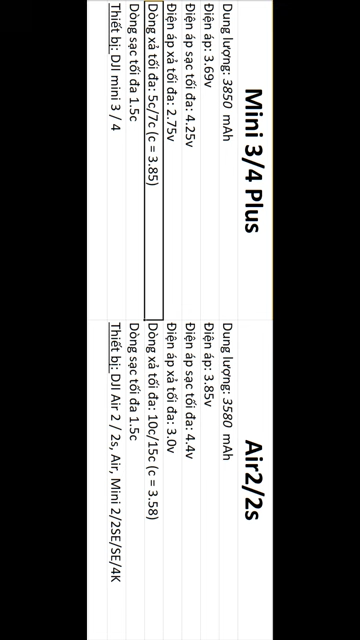 Mini 3/4 Plus
Dung lượng: 3850 mAh
Điện áp: 3.69v
Điện áp sạc tối đa: 4.25v
Điện áp xả tối đa: 2.75v
Dòng xả tối đa: 5c/7c (c = 3.85)
Dòng sạc tối đa 1.5c
Thiết bị: DJI mini 3 / 4
Air2/2s
Dung lượng: 3580 mAh
Điện áp: 3.85v
Điện áp sạc tối đa: 4.4v
Điện áp xả tối đa: 3.0v
Dòng xả tối đa: 10c/15c (c = 3.58)
Dòng sạc tối đa 1.5c
Thiết bị: DJI Air 2 / 2s, Air, Mini 2/2SE/SE/4K